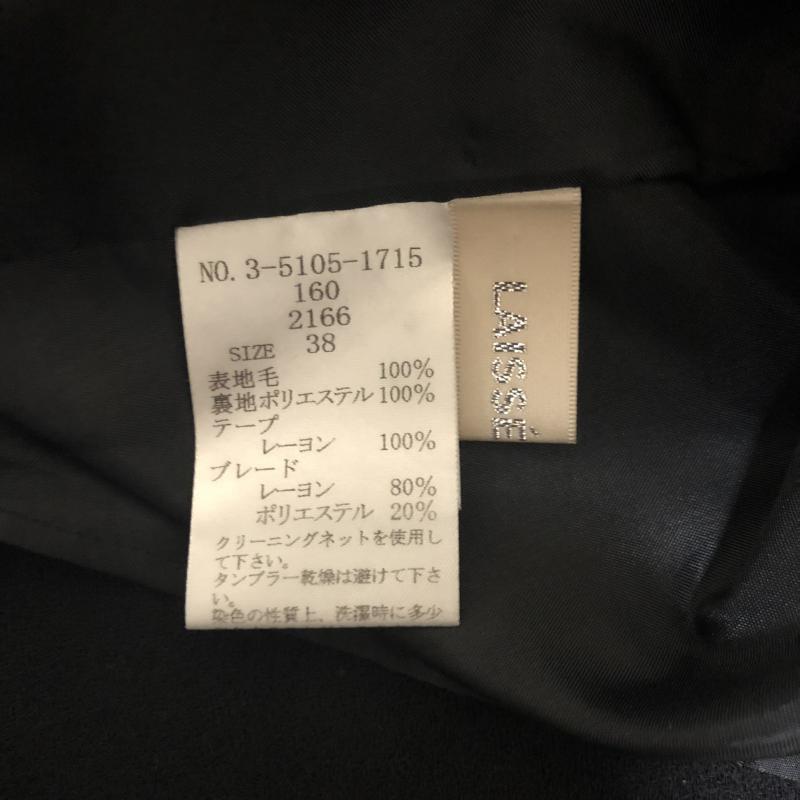 NO. 3-5105-1715
160
2166
SIZE 38
表地毛 100%
裏地ポリエステル 100%
テープ
レーヨン 100%
ブレード
レーヨン 80%
ポリエステル 20%
クリーニングネットを使用し
て下さい。
タンブラー乾燥は避けて下さ
い。
染色の性質上、洗濯時に多少
LAISSÉ